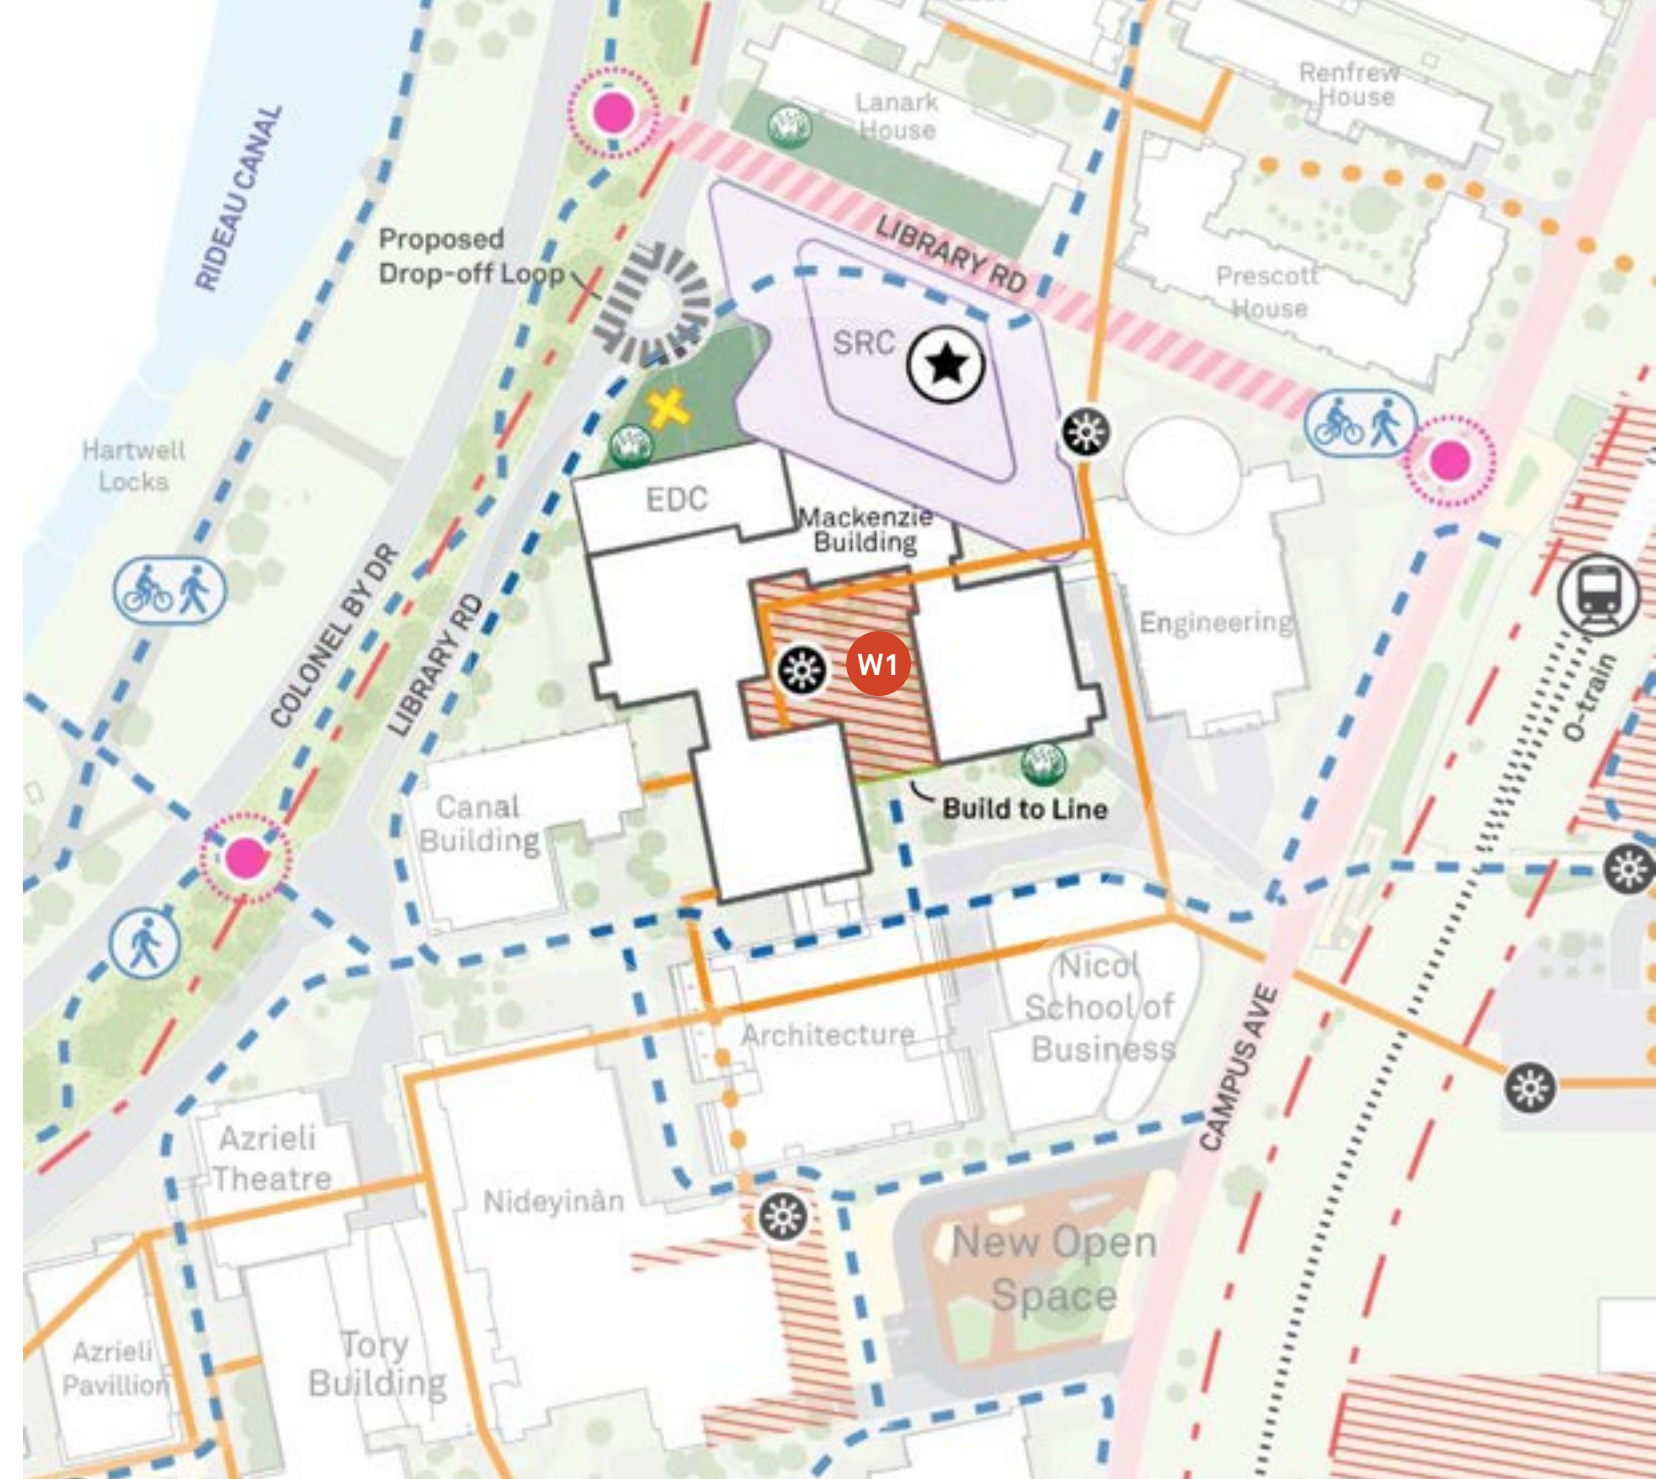 Renfrew
House
Lanark
House
RIDEAU CANAL
Proposed
Drop-off Loop
LIBRARY RD
Prescott
House
SRC
Hartwell
Locks
EDC
Mackenzie
Building
COLONEL BY DR
LIBRARY RD
Engineering
W1
O-train
Canal
Building
Build to Line
Nicol
School of
Business
Architecture
CAMPUS AVE
Azrieli
Theatre
Nideyinàn
New Open
Space
Azrieli
Pavillion
Tory
Building